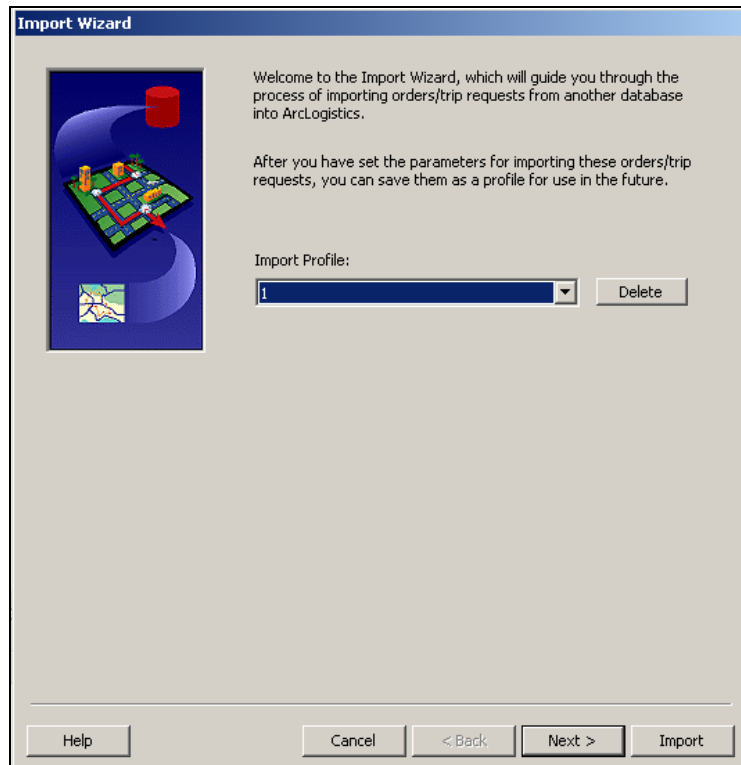 Import Wizard
Welcome to the Import Wizard, which will guide you through the
process of importing orders/trip requests from another database
into ArcLogistics.
After you have set the parameters for importing these orders/trip
requests, you can save them as a profile for use in the future.
Import Profile:
1
Delete
Help
Cancel
< Back
Next >
Import